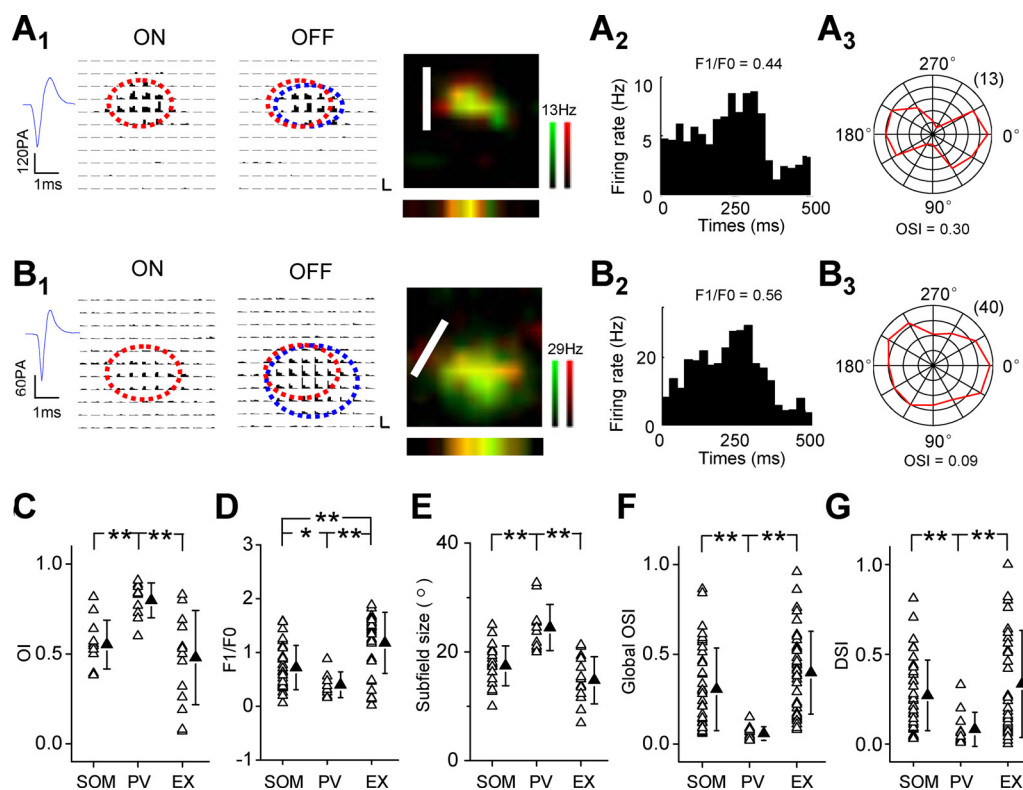 A1
ON
OFF
120PA
1ms
13Hz
A2
F1/F0 = 0.44
Firing rate (Hz)
10
5
0
0
250
500
Times (ms)
A3
270°
(13)
180°
0°
90°
OSI = 0.30
B1
ON
OFF
60PA
1ms
29Hz
B2
F1/F0 = 0.56
Firing rate (Hz)
20
0
0
250
500
Times (ms)
B3
270°
(40)
180°
0°
90°
OSI = 0.09
C
** **
OI
1.0
0.5
0.0
SOM PV EX
D
**
* **
F1/F0
3
2
1
0
-1
SOM PV EX
E
** **
Subfield size (°)
40
20
0
SOM PV EX
F
** **
Global OSI
1.0
0.5
0.0
SOM PV EX
G
** **
DSI
1.0
0.5
0.0
SOM PV EX